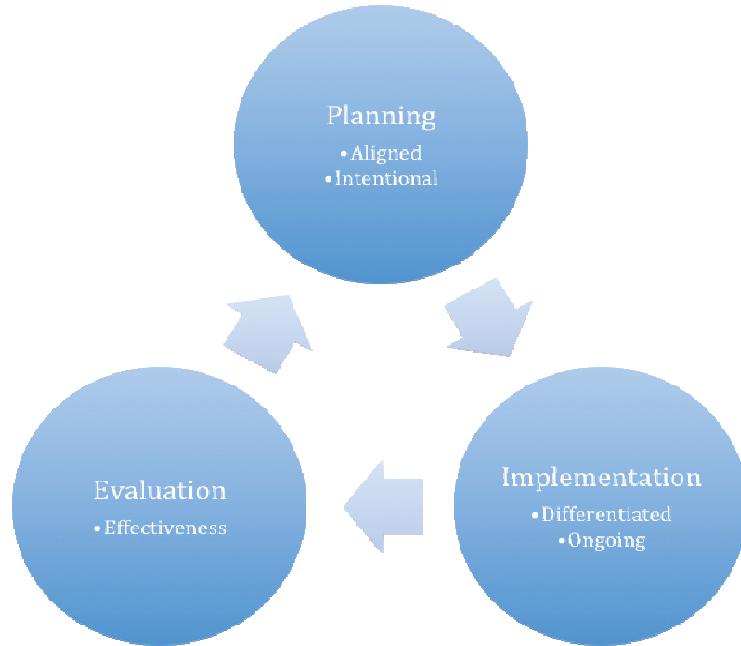 Planning
•Aligned
•Intentional
Implementation
•Differentiated
•Ongoing
Evaluation
•Effectiveness